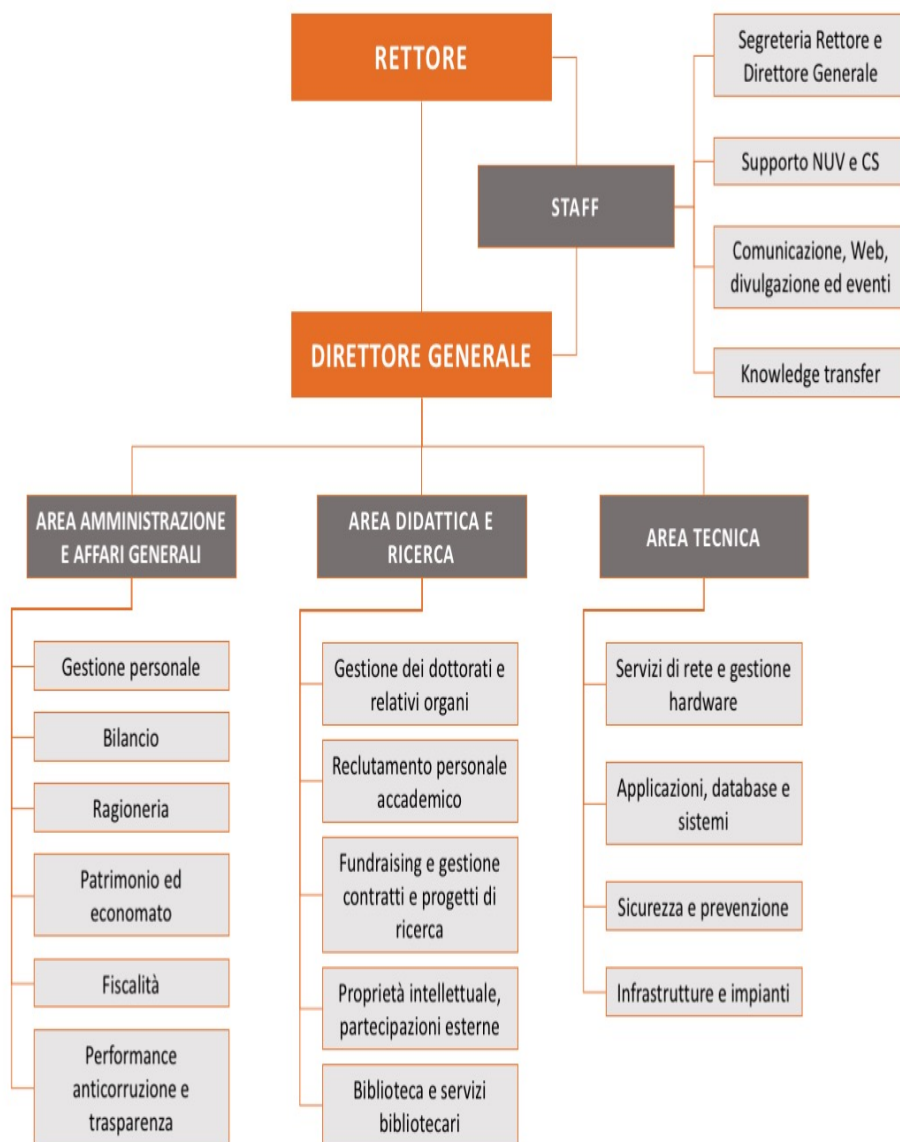 RETTORE
Segreteria Rettore e
Direttore Generale
STAFF
Supporto NUV e CS
Comunicazione, Web,
divulgazione ed eventi
DIRETTORE GENERALE
Knowledge transfer
AREA AMMINISTRAZIONE
E AFFARI GENERALI
Gestione personale
Bilancio
Ragioneria
Patrimonio ed
economato
Fiscalità
Performance
anticorruzione e
trasparenza
AREA DIDATTICA E
RICERCA
Gestione dei dottorati e
relativi organi
Reclutamento personale
accademico
Fundraising e gestione
contratti e progetti di
ricerca
Proprietà intellettuale,
partecipazioni esterne
Biblioteca e servizi
bibliotecari
AREA TECNICA
Servizi di rete e gestione
hardware
Applicazioni, database e
sistemi
Sicurezza e prevenzione
Infrastrutture e impianti